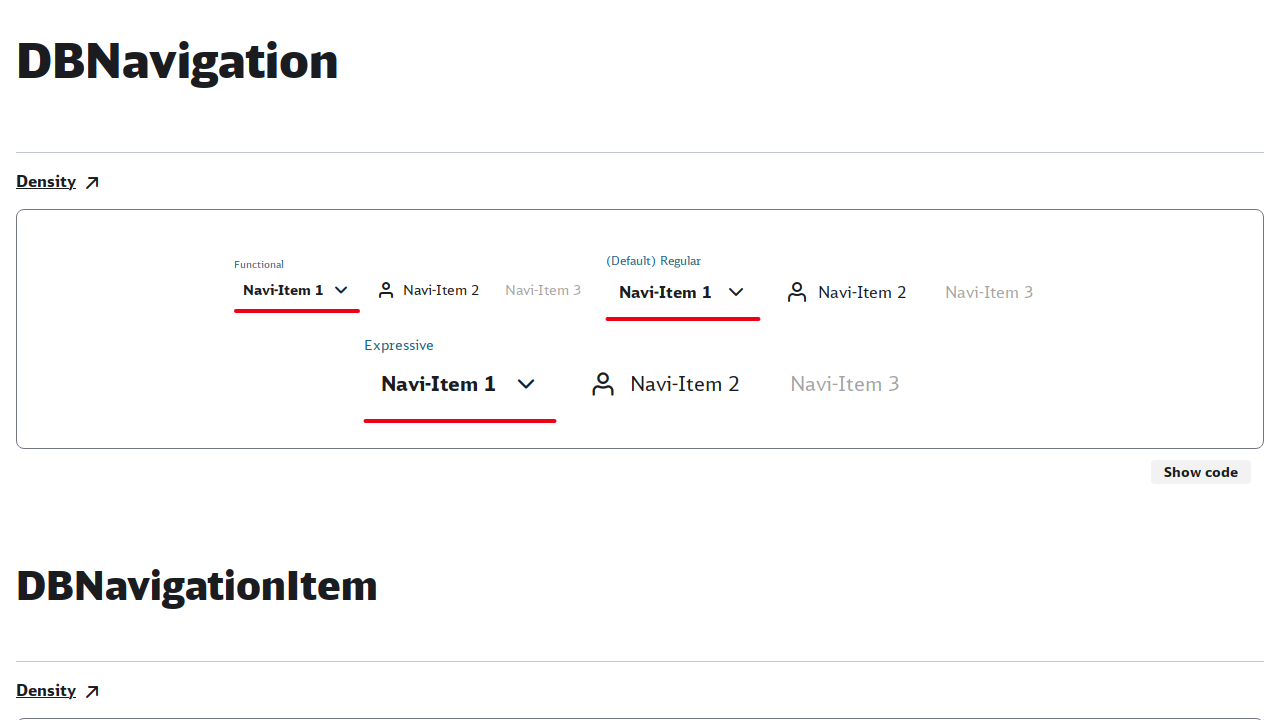 DBNavigation
Density
Functional
Navi-Item 1 Navi-Item 2 Navi-Item 3
(Default) Regular
Navi-Item 1 Navi-Item 2 Navi-Item 3
Expressive
Navi-Item 1 Navi-Item 2 Navi-Item 3
Show code
DBNavigationItem
Density